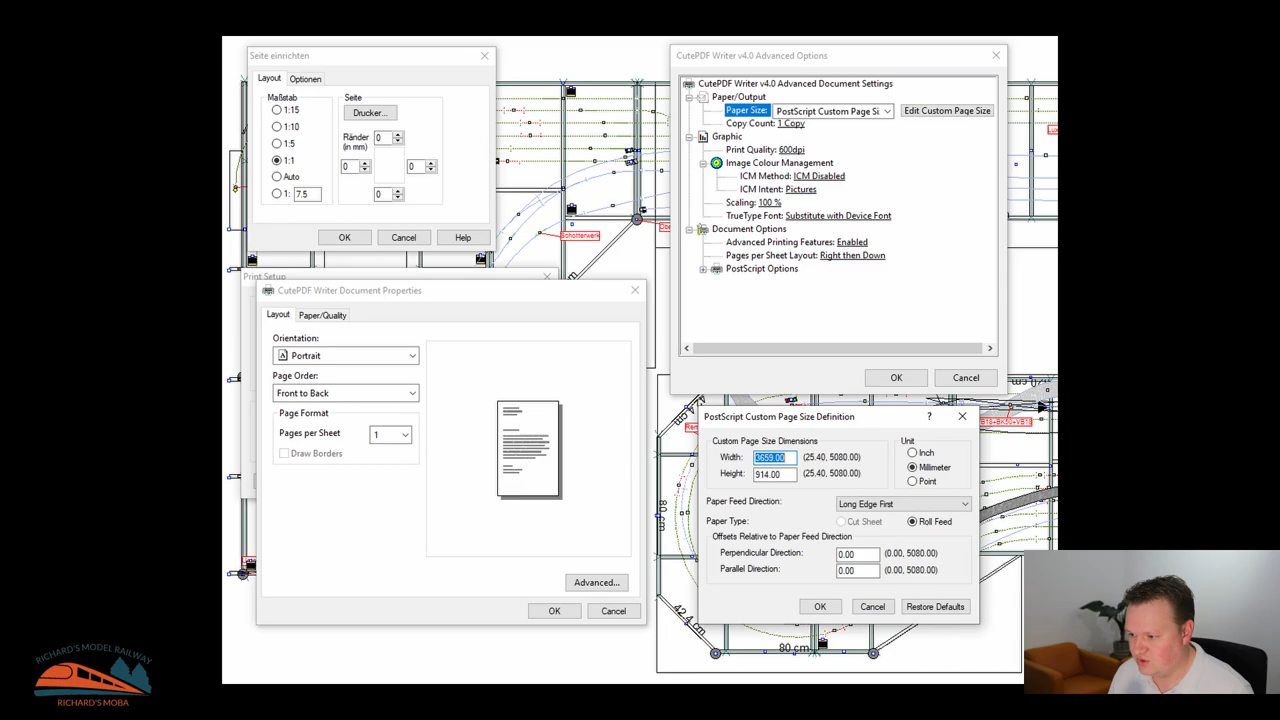 Seite einrichten
Layout
Optionen
Maßstab
1:15
1:10
1:5
1:1
Auto
1: 7.5
Seite
Drucker...
Ränder
(in mm)
0
0
0
0
OK
Cancel
Help
Schotterwerk
Print Setup
CutePDF Writer Document Properties
Layout
Paper/Quality
Orientation:
Portrait
Page Order:
Front to Back
Page Format
Pages per Sheet
1
Draw Borders
Advanced...
OK
Cancel
CutePDF Writer v4.0 Advanced Options
CutePDF Writer v4.0 Advanced Document Settings
Paper/Output
Paper Size: PostScript Custom Page Si
Edit Custom Page Size
Copy Count: 1 Copy
Graphic
Print Quality: 600dpi
Image Colour Management
ICM Method: ICM Disabled
ICM Intent: Pictures
Scaling: 100 %
TrueType Font: Substitute with Device Font
Document Options
Advanced Printing Features: Enabled
Pages per Sheet Layout: Right then Down
PostScript Options
OK
Cancel
PostScript Custom Page Size Definition
?
Custom Page Size Dimensions
Width: 3659.00 (25.40, 5080.00)
Height: 914.00 (25.40, 5080.00)
Unit
Inch
Millimeter
Point
Paper Feed Direction: Long Edge First
Paper Type: Cut Sheet Roll Feed
Offsets Relative to Paper Feed Direction
Perpendicular Direction: 0.00 (0.00, 5080.00)
Parallel Direction: 0.00 (0.00, 5080.00)
OK
Cancel
Restore Defaults
80 cm
42.4 cm
80 cm
RICHARD'S MODEL RAILWAY
RICHARD'S MOBA